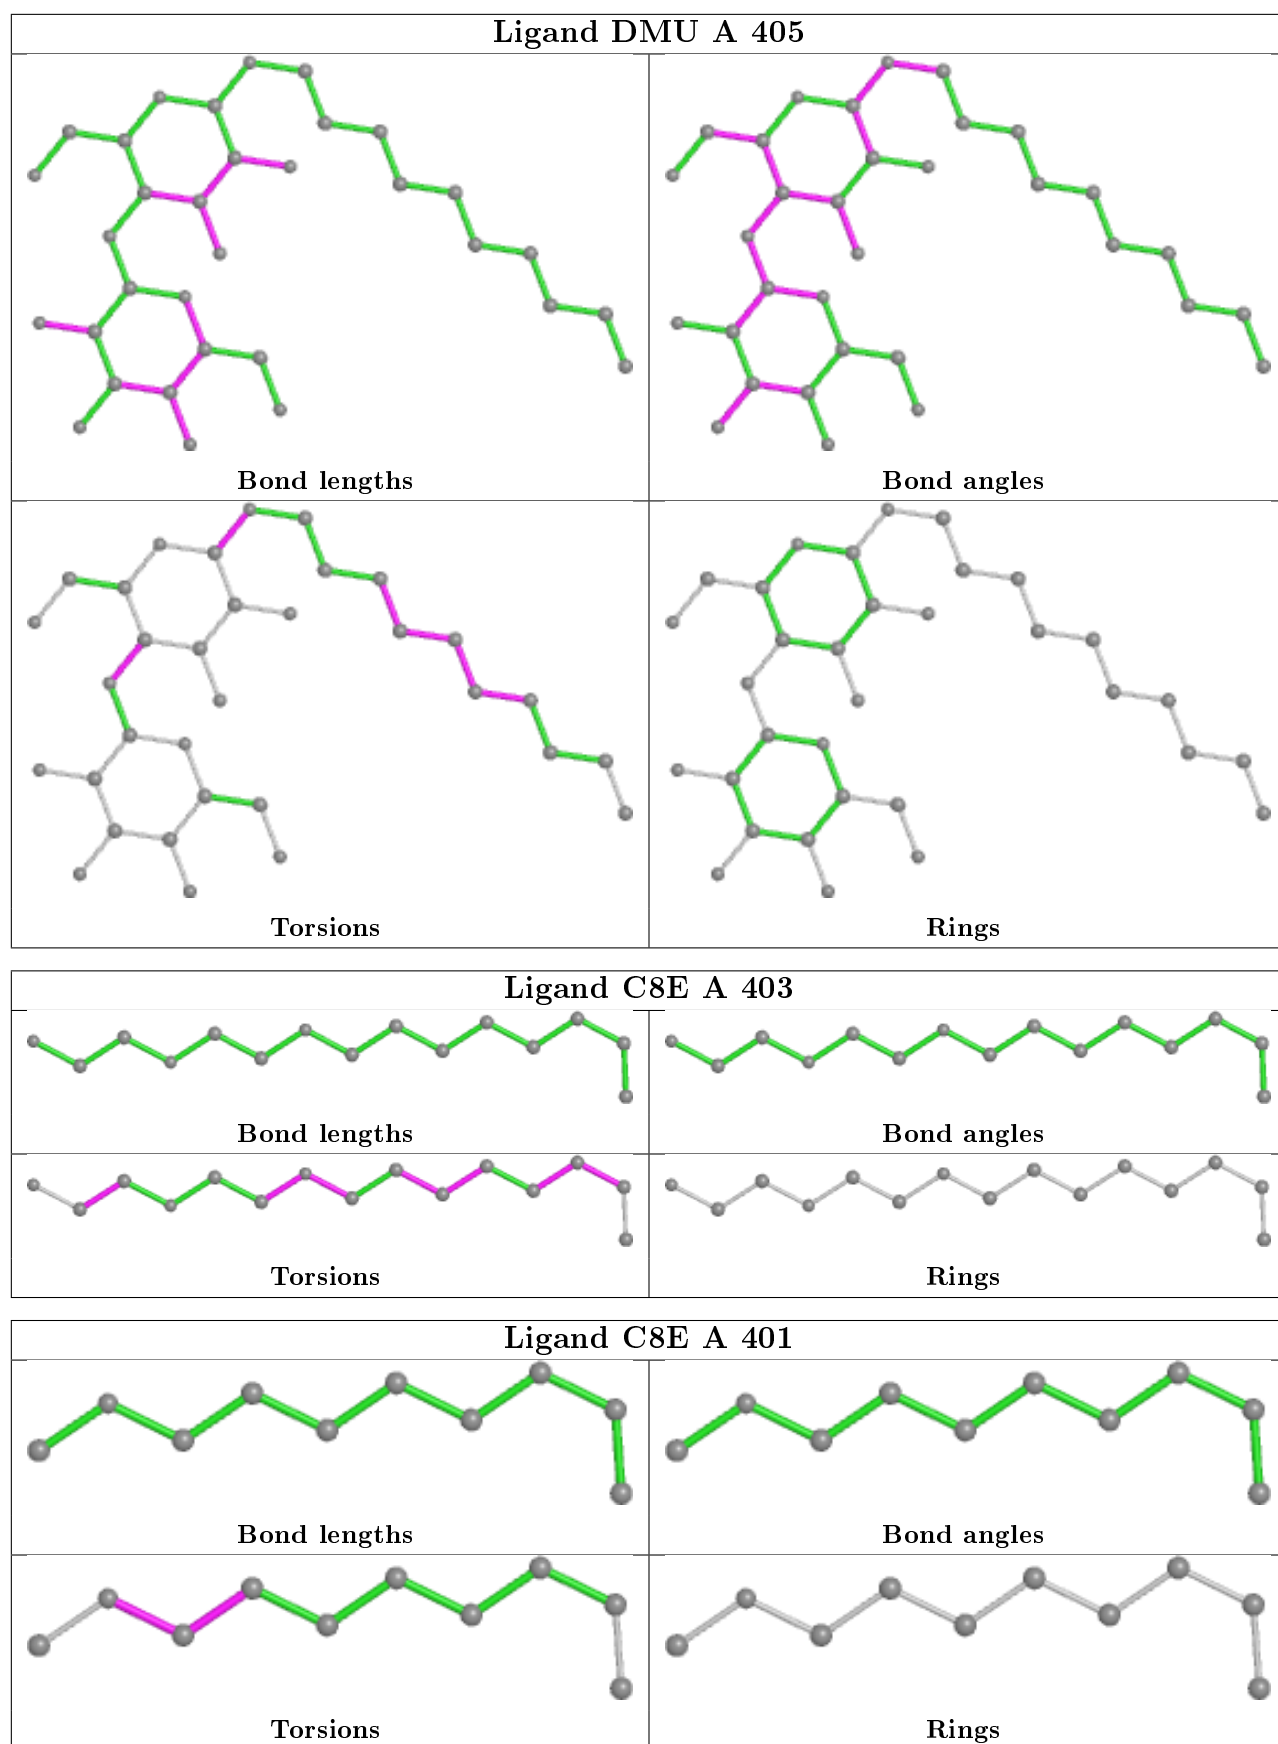 Ligand DMU A 405
Bond lengths
Bond angles
Torsions
Rings
Ligand C8E A 403
Bond lengths
Bond angles
Torsions
Rings
Ligand C8E A 401
Bond lengths
Bond angles
Torsions
Rings